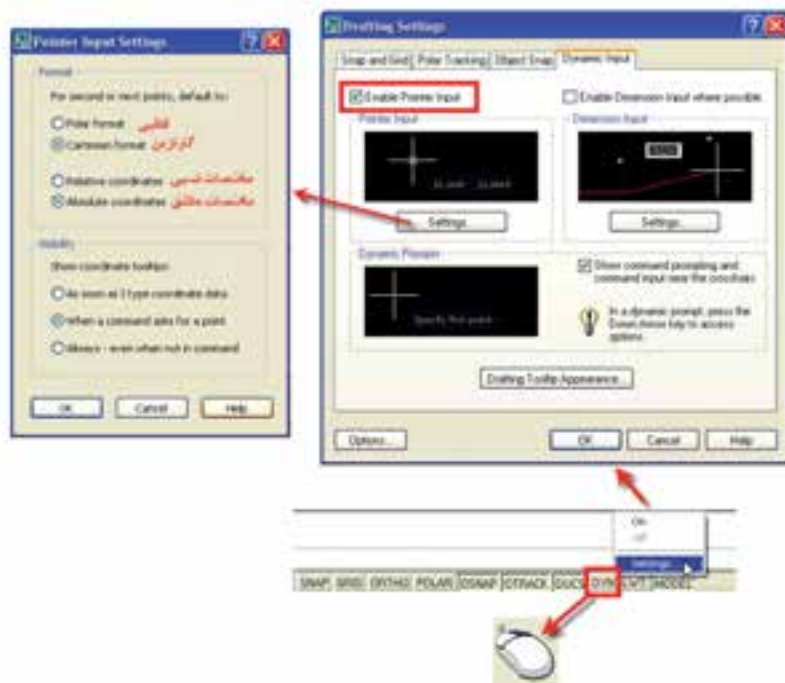 Pointer Input Settings
Format
For second or next points, default to:
Polar format قطبی
Cartesian format کارتزین
Relative coordinates مختصات نسبی
Absolute coordinates مختصات مطلق
Visibility
Show coordinate tooltips:
As soon as I type coordinate data
When a command asks for a point
Always - even when not in command
OK Cancel Help
Drafting Settings
Snap and Grid Polar Tracking Object Snap Dynamic Input
Enable Pointer Input
Enable Dimension Input where possible
Pointer Input
Dimension Input
Settings...
Settings...
Dynamic Prompts
Specify first point:
Show command prompting and
command input near the crosshairs
In a dynamic prompt, press the
Down Arrow key to access
options.
Drafting Tooltip Appearance...
Options... OK Cancel Help
On
Off
Settings...
SNAP GRID ORTHO POLAR OSNAP OTRACK DUCS DYN LWT MODEL